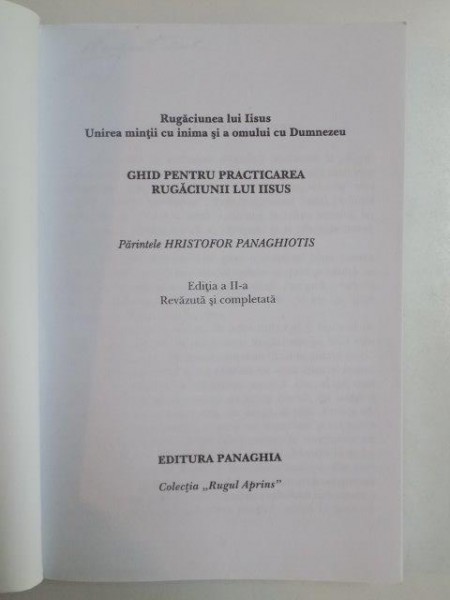 Rugăciunea lui Iisus
Unirea minții cu inima și a omului cu Dumnezeu
GHID PENTRU PRACTICAREA
RUGĂCIUNII LUI IISUS
Părintele HRISTOFOR PANAGHIOTIS
Ediția a II-a
Revăzută și completată
EDITURA PANAGHIA
Colecția „Rugul Aprins”